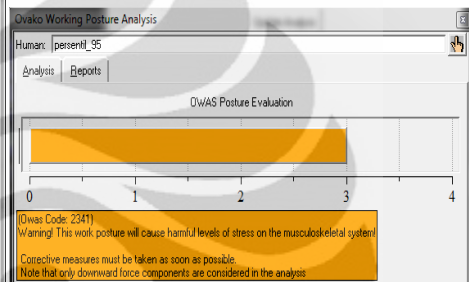 Ovako Working Posture Analysis
Human: persentil_95
Analysis Reports
OWAS Posture Evaluation
0 1 2 3 4
(Owas Code: 2341)
Warning! This work posture will cause harmful levels of stress on the musculoskeletal system!
Corrective measures must be taken as soon as possible.
Note that only downward force components are considered in the analysis